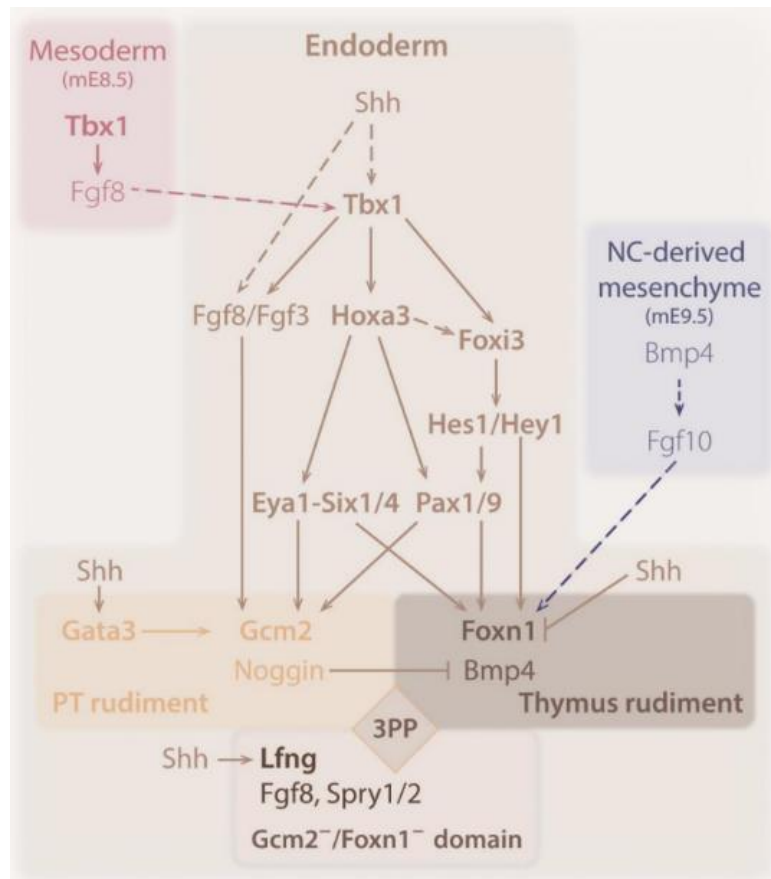 Mesoderm
(mE8.5)
Tbx1
Fgf8
Endoderm
Shh
Tbx1
Fgf8/Fgf3
Hoxa3
Foxi3
Hes1/Hey1
Eya1-Six1/4
Pax1/9
NC-derived
mesenchyme
(mE9.5)
Bmp4
Fgf10
Shh
Gata3
Gcm2
Noggin
PT rudiment
Shh
Foxn1
Bmp4
Thymus rudiment
3PP
Shh
Lfng
Fgf8, Spry1/2
Gcm2⁻/Foxn1⁻ domain